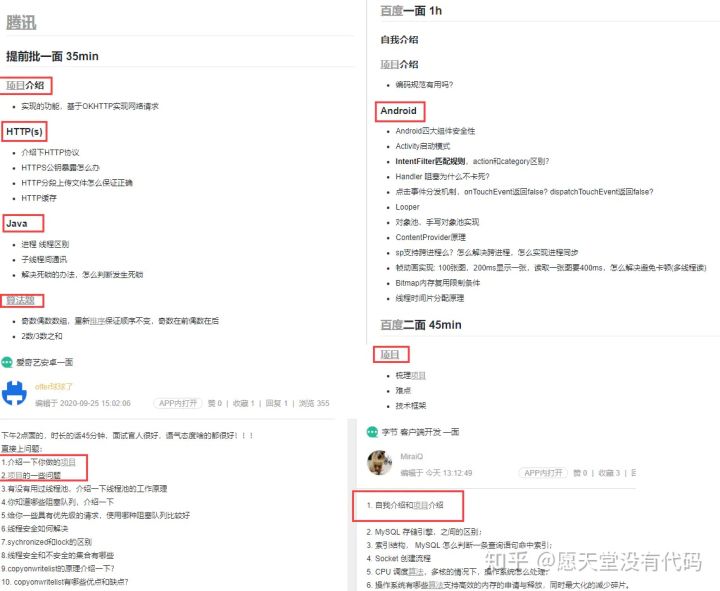 腾讯
提前批一面 35min
项目介绍
实现的功能，基于OKHTTP实现网络请求
HTTP(s)
介绍下HTTP协议
HTTPS公钥暴露怎么办
HTTP分段上传文件怎么保证正确
HTTP缓存
Java
进程 线程区别
子线程间通讯
解决死锁的办法，怎么判断发生死锁
算法题
奇数偶数数组，重新排序保证顺序不变，奇数在前偶数在后
2数/3数之和
爱奇艺安卓一面
offer球球了
编辑于 2020-09-25 15:02:06 APP内打开 赞 0 | 收藏 1 | 回复 1 | 浏览 355
下午2点面的，时长的话45分钟，面试官人很好，语气态度啥的都很好！！！
直接上问题：
1.介绍一下你做的项目
2.项目的一些问题
3.有没有用过线程池，介绍一下线程池的工作原理
4.你知道哪些阻塞队列，介绍一下
5.给你一些具有优先级的请求，使用哪种阻塞队列比较好
6.线程安全如何解决
7.sychronized和lock的区别
8.线程安全和不安全的集合有哪些
9.copyonwritelist的原理介绍一下？
10. copyonwritelist有哪些优点和缺点？
百度一面 1h
自我介绍
项目介绍
编码规范有用吗？
Android
Android四大组件安全性
Activity启动模式
IntentFilter匹配规则，action和category区别？
Handler 阻塞为什么不卡死？
点击事件分发机制，onTouchEvent返回false? dispatchTouchEvent返回false?
Looper
对象池，手写对象池实现
ContentProvider原理
sp支持跨进程么？怎么解决跨进程，怎么实现进程同步
帧动画实现: 100张图，200ms显示一张，读取一张图要400ms，怎么解决避免卡顿(多线程读)
Bitmap内存复用限制条件
线程时间片分配原理
百度二面 45min
项目
梳理项目
难点
技术框架
字节 客户端开发 一面
MiraiQ
编辑于 今天 13:12:49 APP内打开 赞 0 | 收藏 3 |
1. 自我介绍和项目介绍
2. MySQL 存储引擎，之间的区别；
3. 索引结构， MySQL 怎么判断一条查询语句命中索引；
4. Socket 创建流程
5. CPU 调度算法，多核的情况下，操作系统怎么处理；
6. 操作系统有哪些算法支持高效的内存的申请与释放，同时最大化的减少碎片。
知乎 @愿天堂没有代码